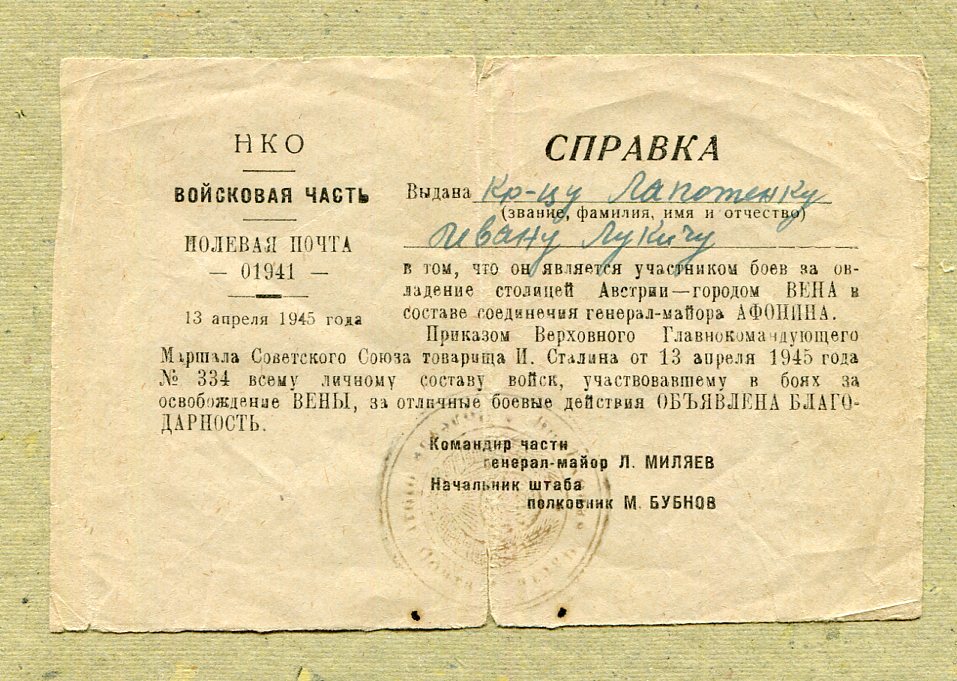 НКО
ВОЙСКОВАЯ ЧАСТЬ
ПОЛЕВАЯ ПОЧТА
— 01941 —
13 апреля 1945 года
СПРАВКА
Выдана Кр-цу Лапотенку
(звание, фамилия, имя и отчество)
Ивану Лукичу
в том, что он является участником боев за ов-
ладение столицей Австрии—городом ВЕНА в
составе соединения генерал-майора АФОНИНА.
Приказом Верховного Главнокомандующего
Маршала Советского Союза товарища И. Сталина от 13 апреля 1945 года
№ 334 всему личному составу войск, участвовавшему в боях за
освобождение ВЕНЫ, за отличные боевые действия ОБЪЯВЛЕНА БЛАГО-
ДАРНОСТЬ.
Командир части
генерал-майор Л. МИЛЯЕВ
Начальник штаба
полковник М. БУБНОВ